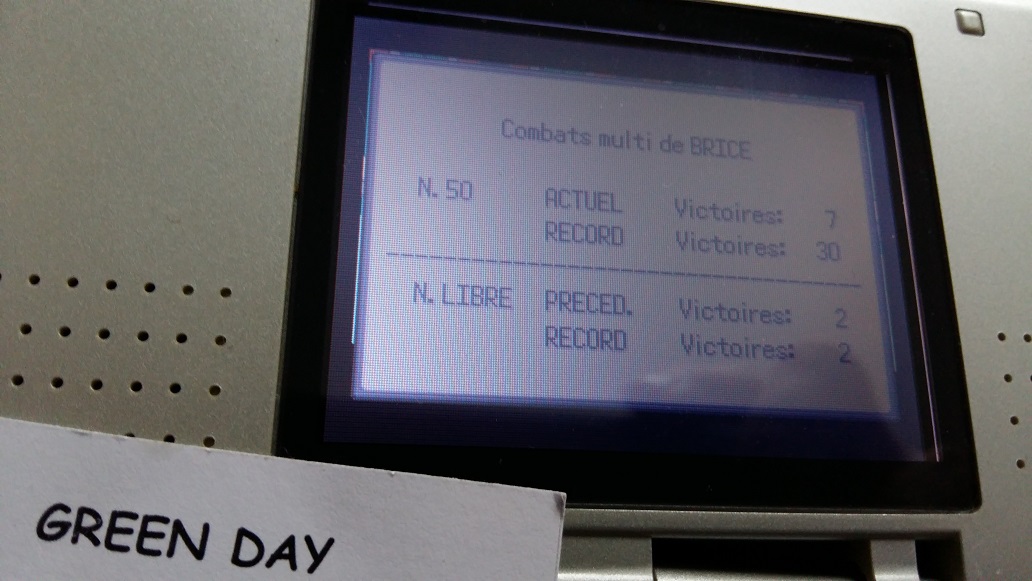 Combats multi de BRICE
N. 50 ACTUEL Victoires: 7
RECORD Victoires: 30
N. LIBRE PRECED. Victoires: 2
RECORD Victoires: 2
GREEN DAY